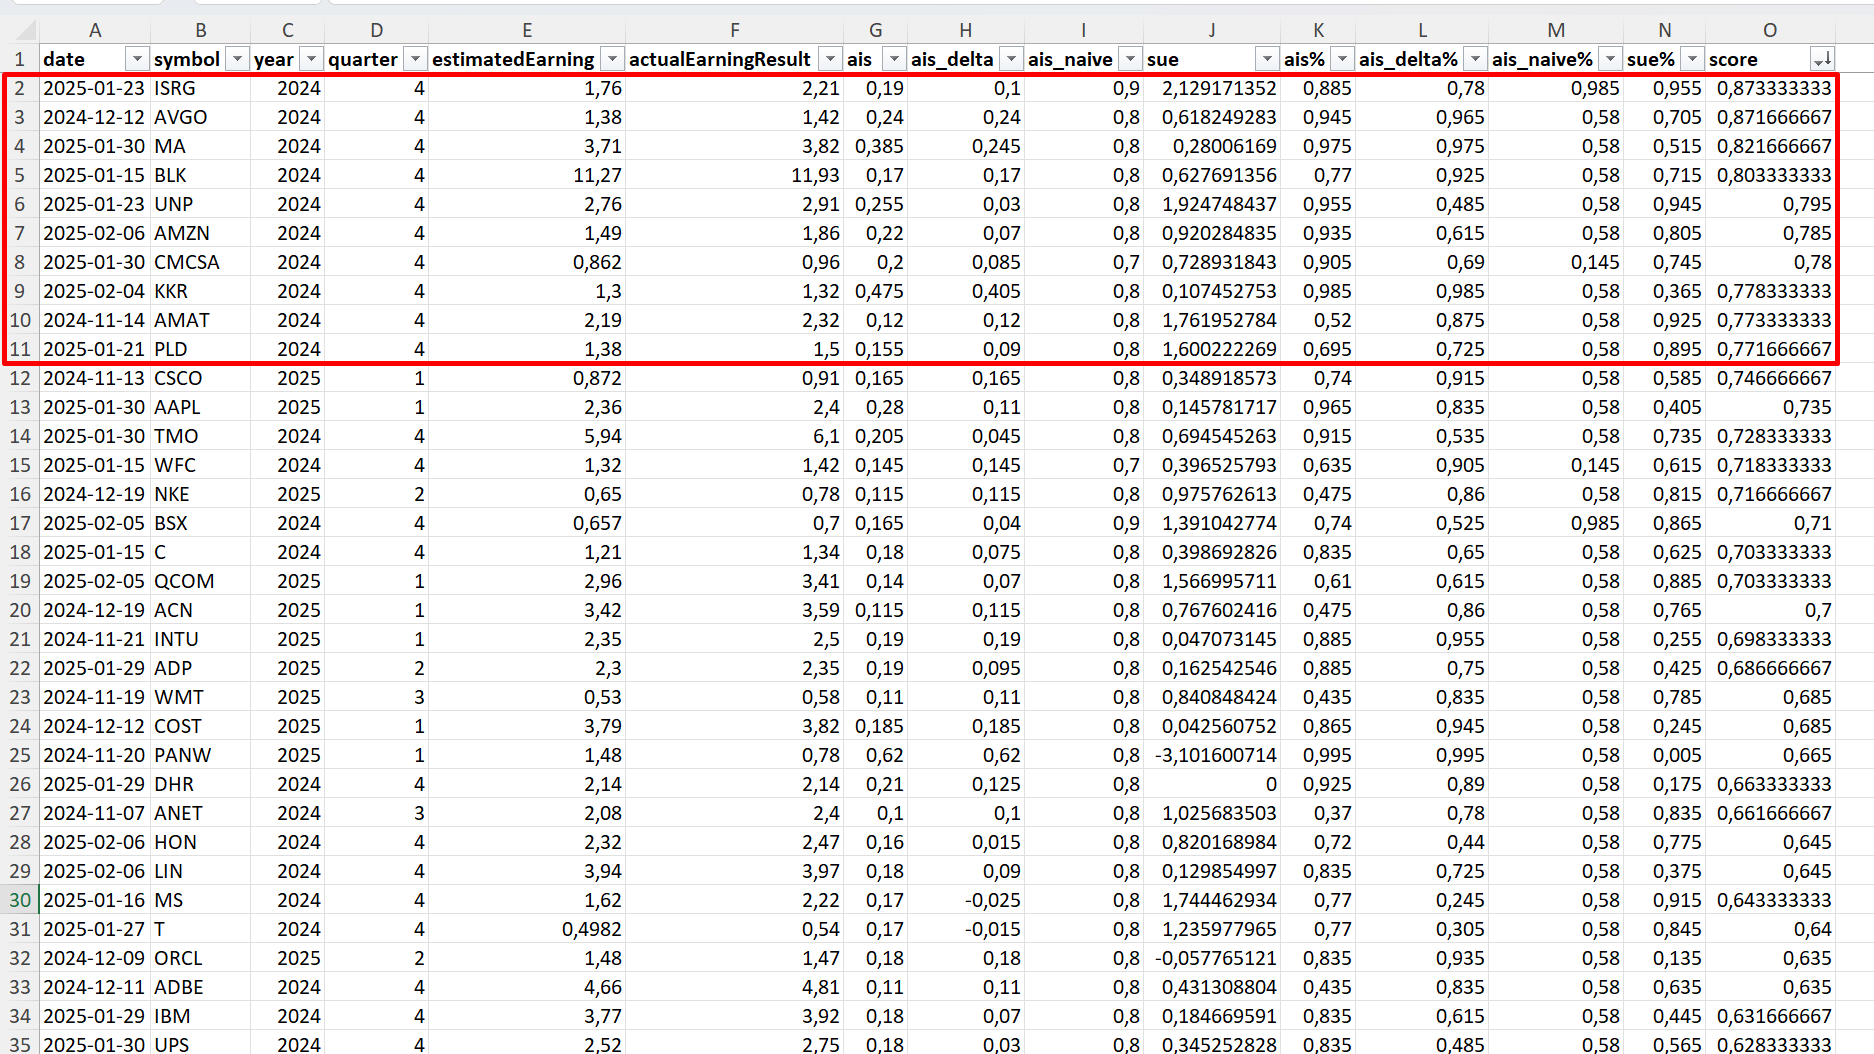 A B C D E F G H I J K L M N O
1 date symbol year quarter estimatedEarning actualEarningResult ais ais_delta ais_naive sue ais% ais_delta% ais_naive% sue% score
2 2025-01-23 ISRG 2024 4 1,76 2,21 0,19 0,1 0,9 2,129171352 0,885 0,78 0,985 0,955 0,873333333
3 2024-12-12 AVGO 2024 4 1,38 1,42 0,24 0,24 0,8 0,618249283 0,945 0,965 0,58 0,705 0,871666667
4 2025-01-30 MA 2024 4 3,71 3,82 0,385 0,245 0,8 0,28006169 0,975 0,975 0,58 0,515 0,821666667
5 2025-01-15 BLK 2024 4 11,27 11,93 0,17 0,17 0,8 0,627691356 0,77 0,925 0,58 0,715 0,803333333
6 2025-01-23 UNP 2024 4 2,76 2,91 0,255 0,03 0,8 1,924748437 0,955 0,485 0,58 0,945 0,795
7 2025-02-06 AMZN 2024 4 1,49 1,86 0,22 0,07 0,8 0,920284835 0,935 0,615 0,58 0,805 0,785
8 2025-01-30 CMCSA 2024 4 0,862 0,96 0,2 0,085 0,7 0,728931843 0,905 0,69 0,145 0,745 0,78
9 2025-02-04 KKR 2024 4 1,3 1,32 0,475 0,405 0,8 0,107452753 0,985 0,985 0,58 0,365 0,778333333
10 2024-11-14 AMAT 2024 4 2,19 2,32 0,12 0,12 0,8 1,761952784 0,52 0,875 0,58 0,925 0,773333333
11 2025-01-21 PLD 2024 4 1,38 1,5 0,155 0,09 0,8 1,600222269 0,695 0,725 0,58 0,895 0,771666667
12 2024-11-13 CSCO 2025 1 0,872 0,91 0,165 0,165 0,8 0,348918573 0,74 0,915 0,58 0,585 0,746666667
13 2025-01-30 AAPL 2025 1 2,36 2,4 0,28 0,11 0,8 0,145781717 0,965 0,835 0,58 0,405 0,735
14 2025-01-30 TMO 2024 4 5,94 6,1 0,205 0,045 0,8 0,694545263 0,915 0,535 0,58 0,735 0,728333333
15 2025-01-15 WFC 2024 4 1,32 1,42 0,145 0,145 0,7 0,396525793 0,635 0,905 0,145 0,615 0,718333333
16 2024-12-19 NKE 2025 2 0,65 0,78 0,115 0,115 0,8 0,975762613 0,475 0,86 0,58 0,815 0,716666667
17 2025-02-05 BSX 2024 4 0,657 0,7 0,165 0,04 0,9 1,391042774 0,74 0,525 0,985 0,865 0,71
18 2025-01-15 C 2024 4 1,21 1,34 0,18 0,075 0,8 0,398692826 0,835 0,65 0,58 0,625 0,703333333
19 2025-02-05 QCOM 2025 1 2,96 3,41 0,14 0,07 0,8 1,566995711 0,61 0,615 0,58 0,885 0,703333333
20 2024-12-19 ACN 2025 1 3,42 3,59 0,115 0,115 0,8 0,767602416 0,475 0,86 0,58 0,765 0,7
21 2024-11-21 INTU 2025 1 2,35 2,5 0,19 0,19 0,8 0,047073145 0,885 0,955 0,58 0,255 0,698333333
22 2025-01-29 ADP 2025 2 2,3 2,35 0,19 0,095 0,8 0,162542546 0,885 0,75 0,58 0,425 0,686666667
23 2024-11-19 WMT 2025 3 0,53 0,58 0,11 0,11 0,8 0,840848424 0,435 0,835 0,58 0,785 0,685
24 2024-12-12 COST 2025 1 3,79 3,82 0,185 0,185 0,8 0,042560752 0,865 0,945 0,58 0,245 0,685
25 2024-11-20 PANW 2025 1 1,48 0,78 0,62 0,62 0,8 -3,101600714 0,995 0,995 0,58 0,005 0,665
26 2025-01-29 DHR 2024 4 2,14 2,14 0,21 0,125 0,8 0 0,925 0,89 0,58 0,175 0,663333333
27 2024-11-07 ANET 2024 3 2,08 2,4 0,1 0,1 0,8 1,025683503 0,37 0,78 0,58 0,835 0,661666667
28 2025-02-06 HON 2024 4 2,32 2,47 0,16 0,015 0,8 0,820168984 0,72 0,44 0,58 0,775 0,645
29 2025-02-06 LIN 2024 4 3,94 3,97 0,18 0,09 0,8 0,129854997 0,835 0,725 0,58 0,375 0,645
30 2025-01-16 MS 2024 4 1,62 2,22 0,17 -0,025 0,8 1,744462934 0,77 0,245 0,58 0,915 0,643333333
31 2025-01-27 T 2024 4 0,4982 0,54 0,17 -0,015 0,8 1,235977965 0,77 0,305 0,58 0,845 0,64
32 2024-12-09 ORCL 2025 2 1,48 1,47 0,18 0,18 0,8 -0,057765121 0,835 0,935 0,58 0,135 0,635
33 2024-12-11 ADBE 2024 4 4,66 4,81 0,11 0,11 0,8 0,431308804 0,435 0,835 0,58 0,635 0,635
34 2025-01-29 IBM 2024 4 3,77 3,92 0,18 0,07 0,8 0,184669591 0,835 0,615 0,58 0,445 0,631666667
35 2025-01-30 UPS 2024 4 2,52 2,75 0,18 0,03 0,8 0,345252828 0,835 0,485 0,58 0,565 0,628333333